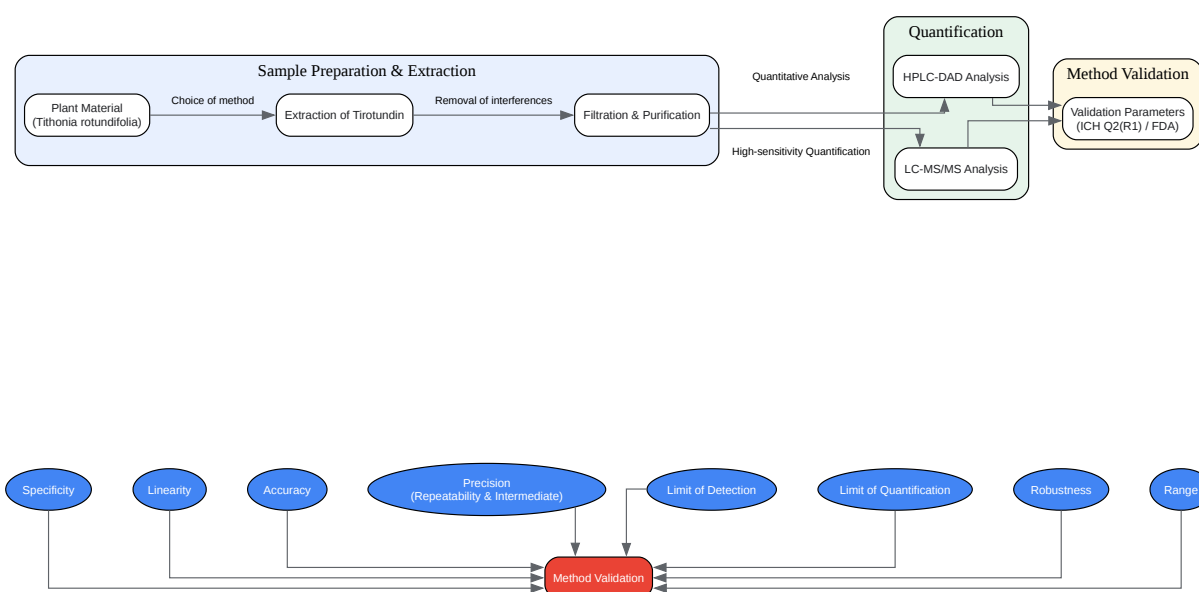 Quantification
Sample Preparation & Extraction
Method Validation
Quantitative Analysis
HPLC-DAD Analysis
Plant Material
(Tithonia rotundifolia)
Choice of method
Extraction of Tirotundin
Removal of interferences
Filtration & Purification
Validation Parameters
(ICH Q2(R1) / FDA)
High-sensitivity Quantification
LC-MS/MS Analysis
Specificity
Linearity
Accuracy
Precision
(Repeatability & Intermediate)
Limit of Detection
Limit of Quantification
Robustness
Range
Method Validation